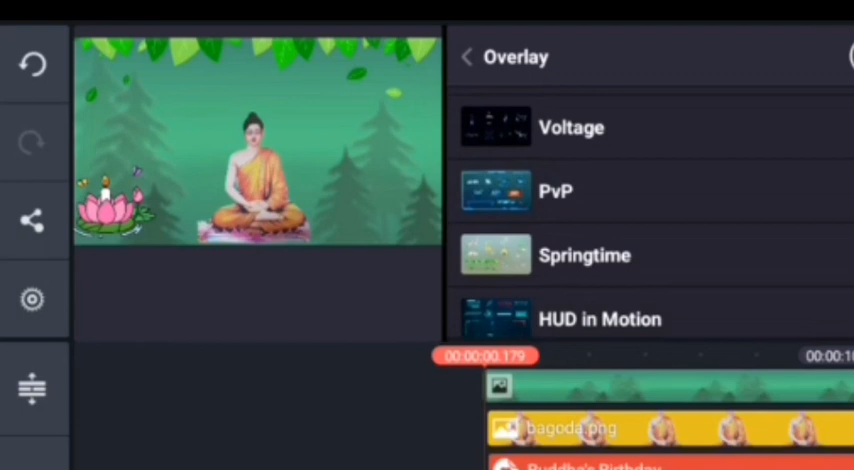 Overlay
Voltage
PvP
Springtime
HUD in Motion
00:00:00.179
bagoda.png
Buddha's Birthday